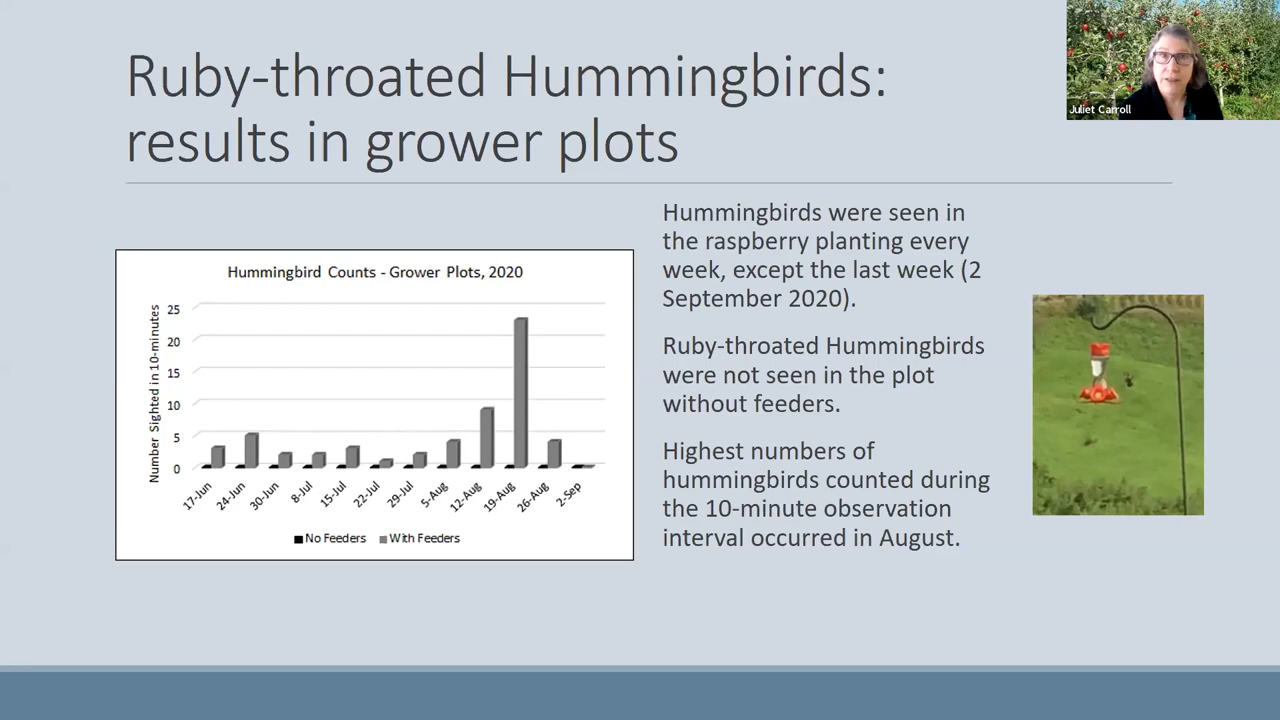 Ruby-throated Hummingbirds:
results in grower plots
Juliet Carroll
Hummingbird Counts - Grower Plots, 2020
Number Sighted in 10-minutes
25
20
15
10
5
0
17-Jun
24-Jun
30-Jun
8-Jul
15-Jul
22-Jul
29-Jul
5-Aug
12-Aug
19-Aug
26-Aug
2-Sep
No Feeders
With Feeders
Hummingbirds were seen in
the raspberry planting every
week, except the last week (2
September 2020).
Ruby-throated Hummingbirds
were not seen in the plot
without feeders.
Highest numbers of
hummingbirds counted during
the 10-minute observation
interval occurred in August.